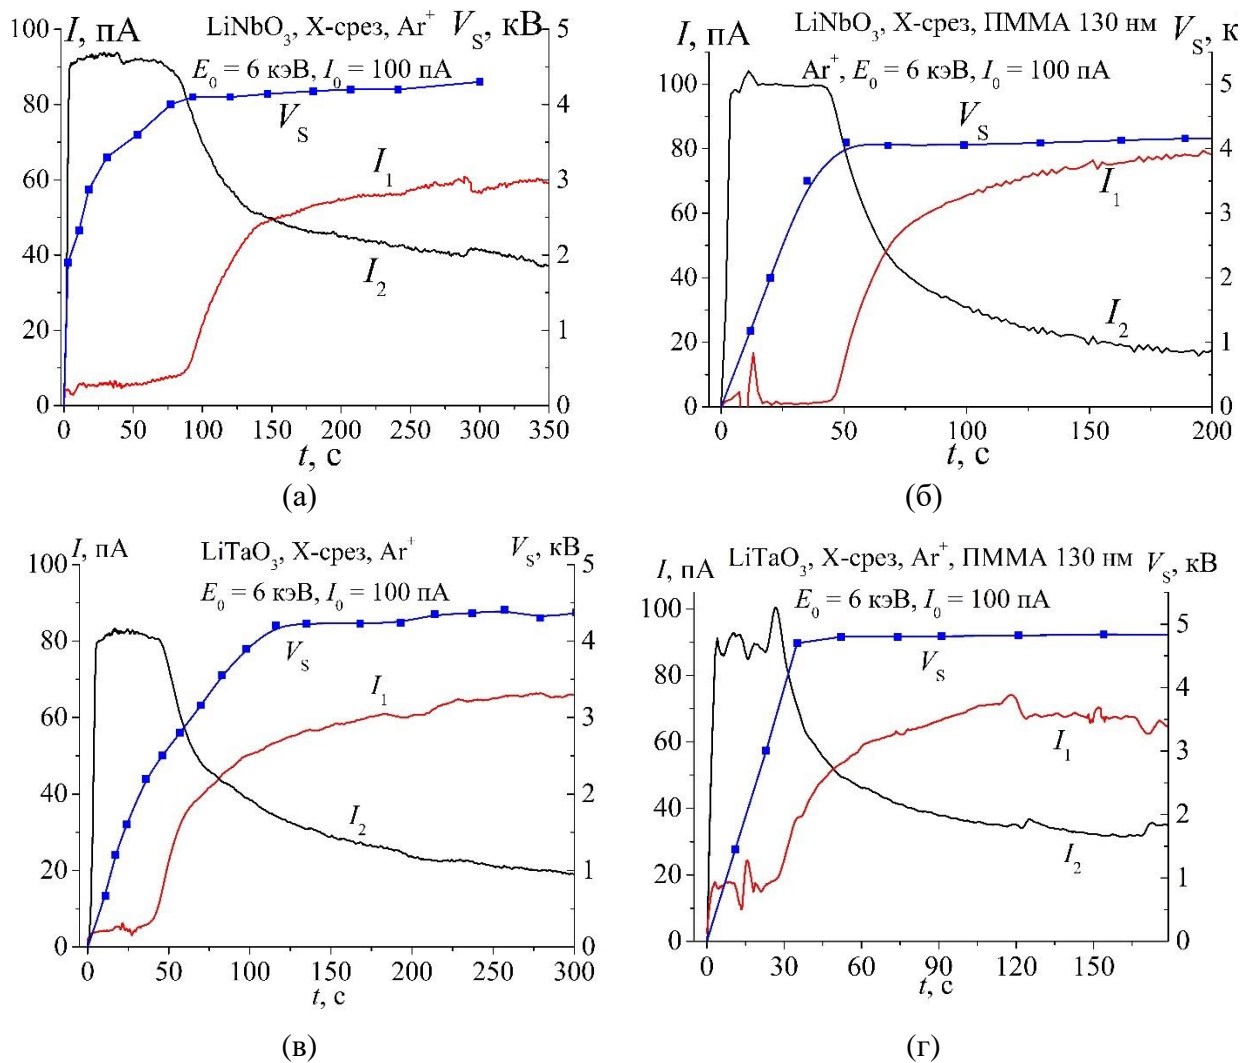 I, пА
LiNbO3, X-срез, Ar+
VS, кВ
E0 = 6 кэВ, I0 = 100 пА
100
80
60
40
20
0
5
4
3
2
1
0
VS
I1
I2
0 50 100 150 200 250 300 350
t, с
(а)
I, пА
LiNbO3, X-срез, ПММА 130 нм
VS, к
Ar+, E0 = 6 кэВ, I0 = 100 пА
100
80
60
40
20
0
5
4
3
2
1
0
VS
I1
I2
0 50 100 150 200
t, с
(б)
I, пА
LiTaO3, X-срез, Ar+
VS, кВ
E0 = 6 кэВ, I0 = 100 пА
100
80
60
40
20
0
5
4
3
2
1
0
VS
I1
I2
0 50 100 150 200 250 300
t, с
(в)
I, пА
LiTaO3, X-срез, Ar+, ПММА 130 нм
VS, кВ
E0 = 6 кэВ, I0 = 100 пА
100
80
60
40
20
0
5
4
3
2
1
0
VS
I1
I2
0 30 60 90 120 150
t, с
(г)